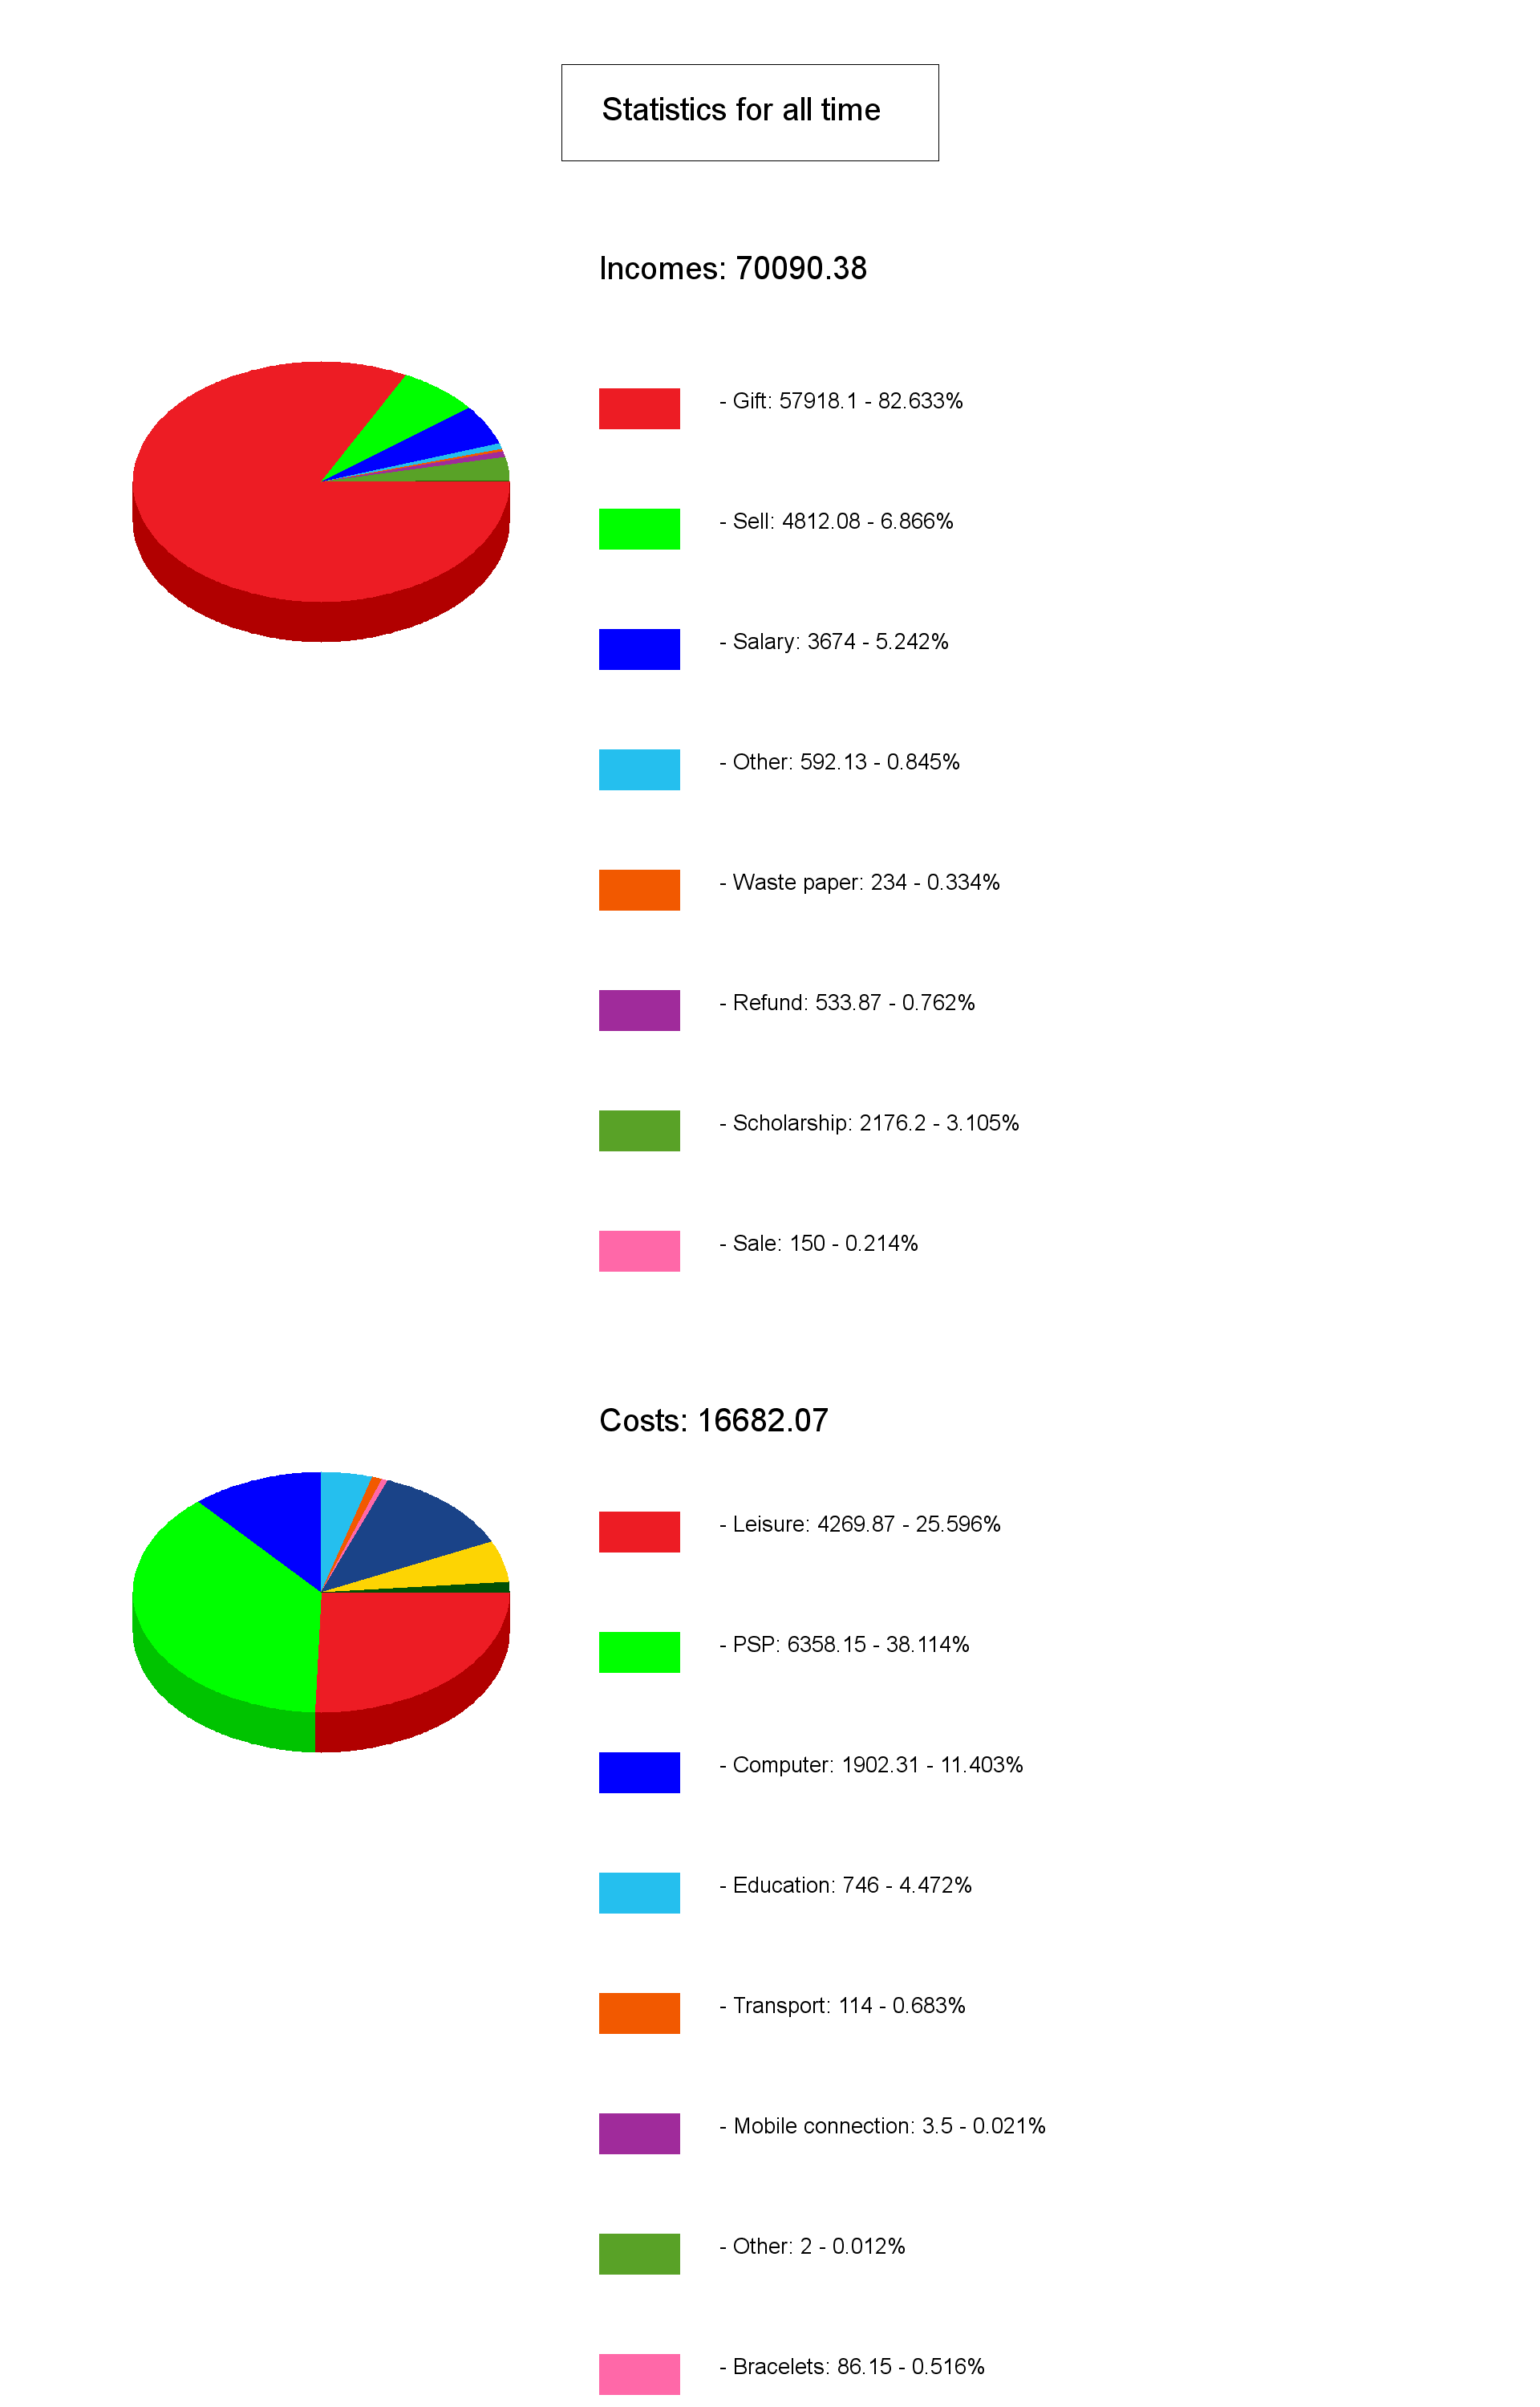 Statistics for all time
Incomes: 70090.38
- Gift: 57918.1 - 82.633%
- Sell: 4812.08 - 6.866%
- Salary: 3674 - 5.242%
- Other: 592.13 - 0.845%
- Waste paper: 234 - 0.334%
- Refund: 533.87 - 0.762%
- Scholarship: 2176.2 - 3.105%
- Sale: 150 - 0.214%
Costs: 16682.07
- Leisure: 4269.87 - 25.596%
- PSP: 6358.15 - 38.114%
- Computer: 1902.31 - 11.403%
- Education: 746 - 4.472%
- Transport: 114 - 0.683%
- Mobile connection: 3.5 - 0.021%
- Other: 2 - 0.012%
- Bracelets: 86.15 - 0.516%